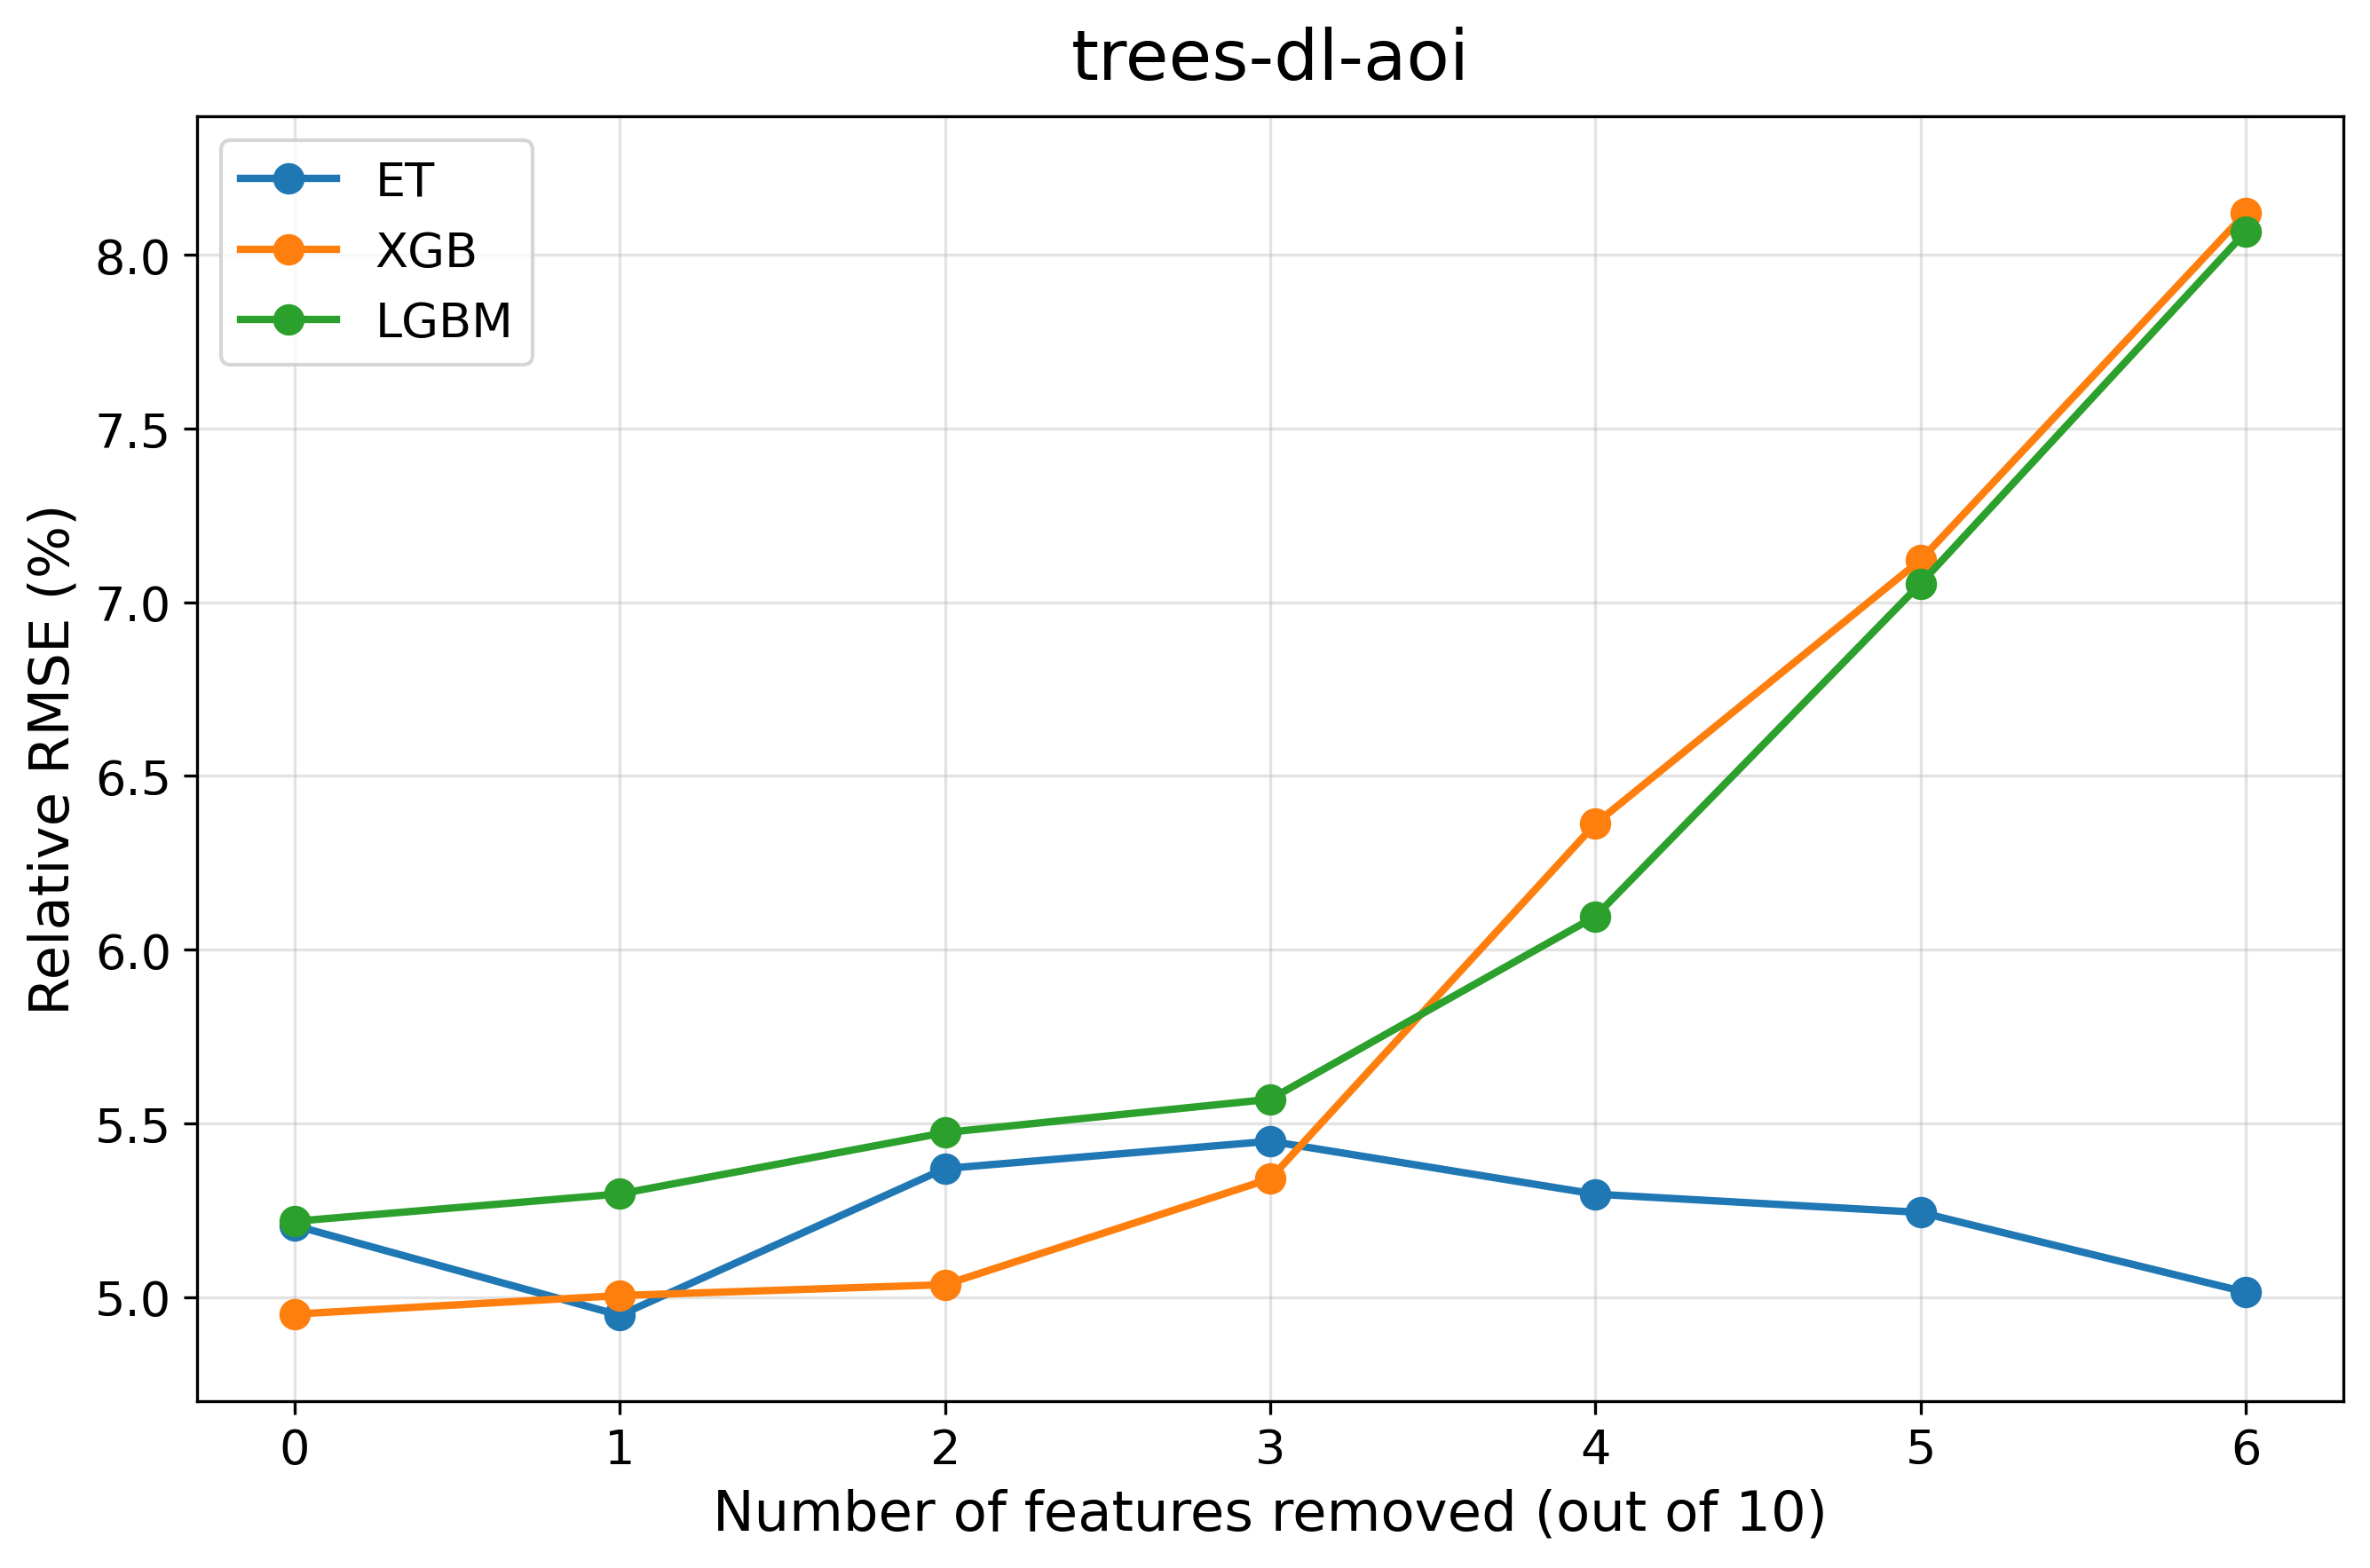 trees-dl-aoi
ET
XGB
LGBM
Relative RMSE (%)
8.0
7.5
7.0
6.5
6.0
5.5
5.0
0 1 2 3 4 5 6
Number of features removed (out of 10)